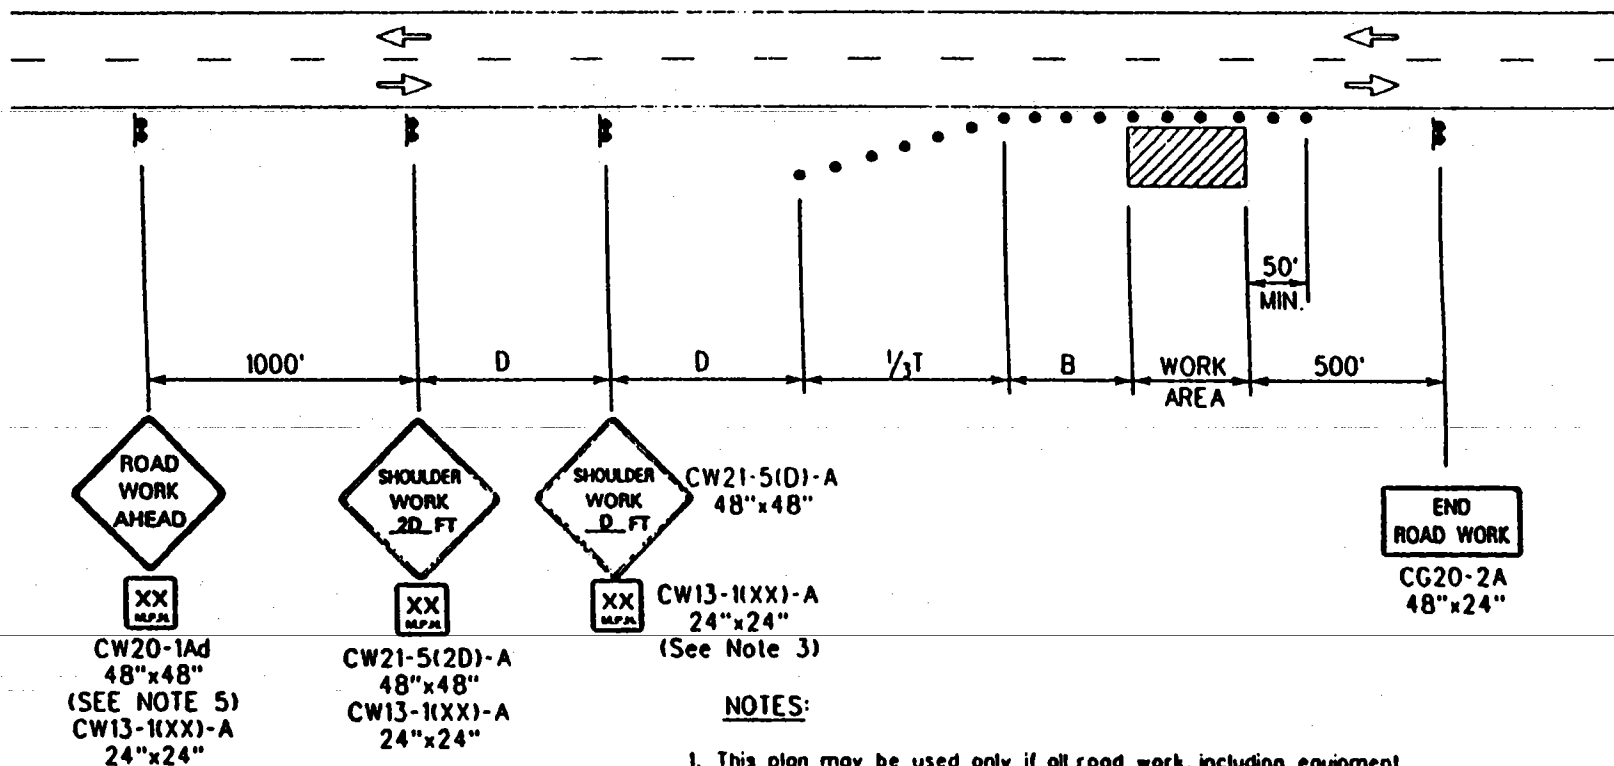 50'
MIN.
1000'
D
D
1/3T
B
WORK
AREA
500'
ROAD
WORK
AHEAD
XX
M.P.H.
CW20-1Ad
48"x48"
(SEE NOTE 5)
CW13-1(XX)-A
24"x24"
SHOULDER
WORK
2D FT
XX
M.P.H.
CW21-5(2D)-A
48"x48"
CW13-1(XX)-A
24"x24"
SHOULDER
WORK
D FT
CW21-5(D)-A
48"x48"
XX
M.P.H.
CW13-1(XX)-A
24"x24"
(See Note 3)
END
ROAD WORK
CG20-2A
48"x24"
NOTES:
1. This plan may be used only if all road work, including equipment